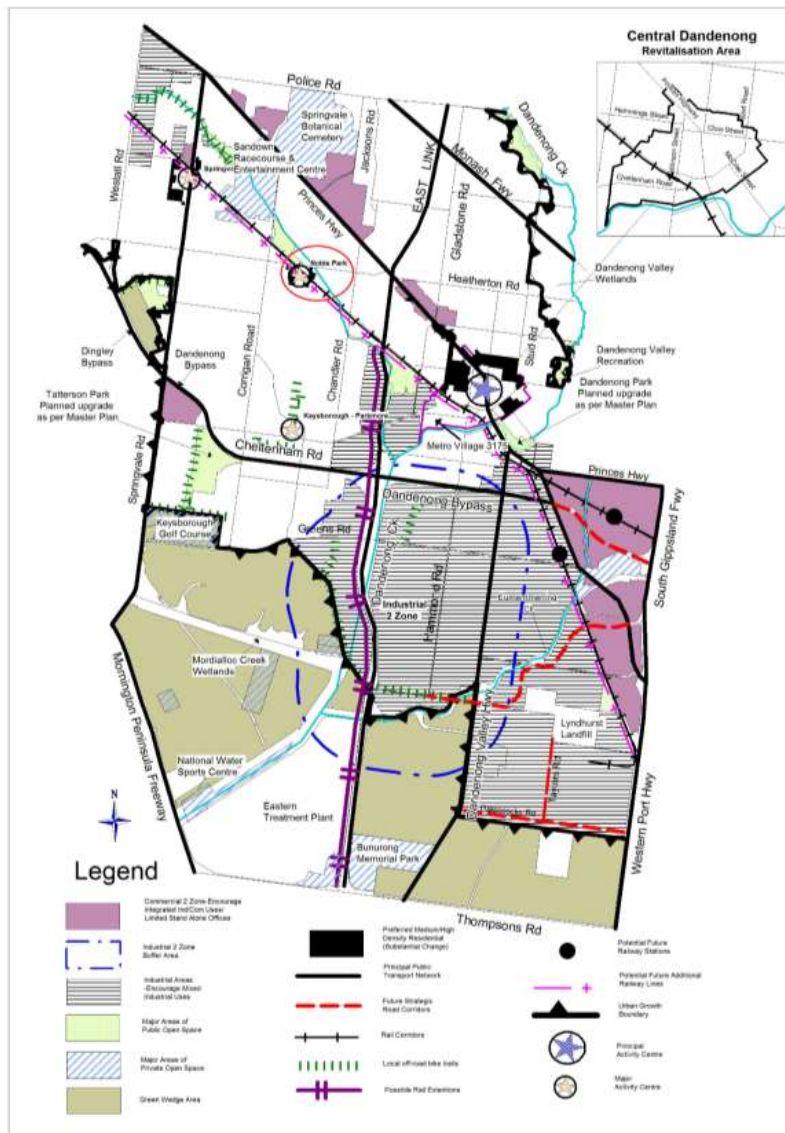 Central Dandenong
Revitalisation Area
Hemmings Street
Clow Street
Cheltenham Road
Police Rd
Springvale
Botanical
Cemetery
Jacksons Rd
Dandenong Ck
Westall Rd
Sandown
Racecourse &
Entertainment Centre
EAST LINK
Monash Fwy
Princes Hwy
Gladstone Rd
Noble Park
Heatherton Rd
Dandenong Valley
Wetlands
Stud Rd
Dingley
Bypass
Dandenong
Bypass
Corrigan Road
Chandler Rd
Dandenong Valley
Recreation
Dandenong Park
Planned upgrade
as per Master Plan
Tatterson Park
Planned upgrade
as per Master Plan
Keysborough - Parkmore
Metro Village 3175
Cheltenham Rd
Springvale Rd
Princes Hwy
Dandenong Bypass
Keysborough
Golf Course
Greens Rd
Dandenong Ck
Hammond Rd
Industrial
2 Zone
South Gippsland Fwy
Mordialloc Creek
Wetlands
Mornington Peninsula Freeway
Dandenong Valley Hwy
Lyndhurst
Landfill
National Water
Sports Centre
Eastern
Treatment Plant
Western Port Hwy
Bunurong
Memorial Park
Thompsons Rd
N
Legend
Commercial 2 Zone-Encourage
Integrated Ind/Com Uses/
Limited Stand Alone Offices
Industrial 2 Zone
Buffer Area
Industrial Areas
-Encourage Mixed
Industrial Uses
Major Areas of
Public Open Space
Major Areas of
Private Open Space
Green Wedge Area
Preferred Medium/High
Density Residential
(Substantial Change)
Principal Public
Transport Network
Future Strategic
Road Corridors
Rail Corridors
Local off-road bike trails
Possible Rail Extentions
Potential Future
Railway Stations
Potential Future Additional
Railway Lines
Urban Growth
Boundary
Principal
Activity Centre
Major
Activity Centre